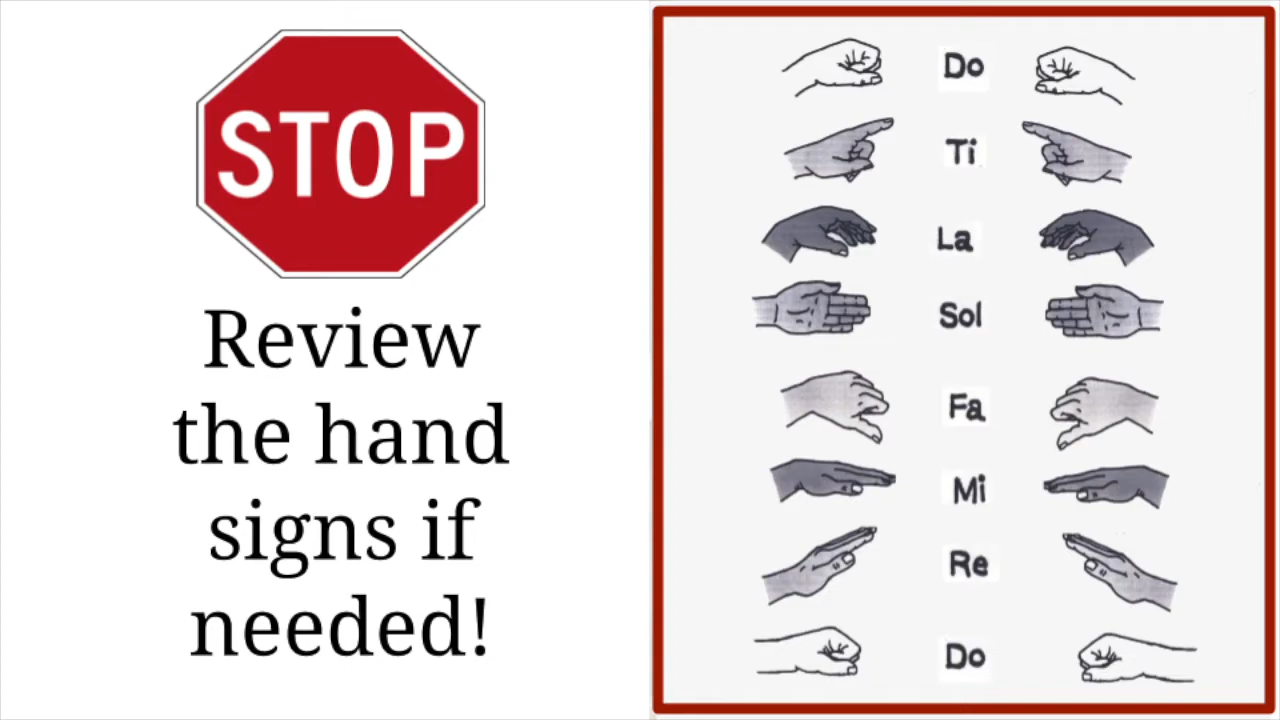 STOP
Review
the hand
signs if
needed!
Do
Ti
La
Sol
Fa
Mi
Re
Do